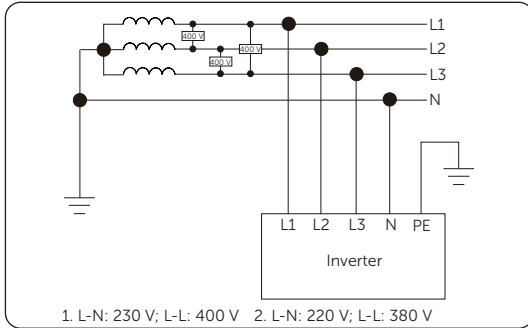 L1
400 V
L2
400 V
400 V
L3
N
L1 L2 L3 N PE
Inverter
1. L-N: 230 V; L-L: 400 V 2. L-N: 220 V; L-L: 380 V